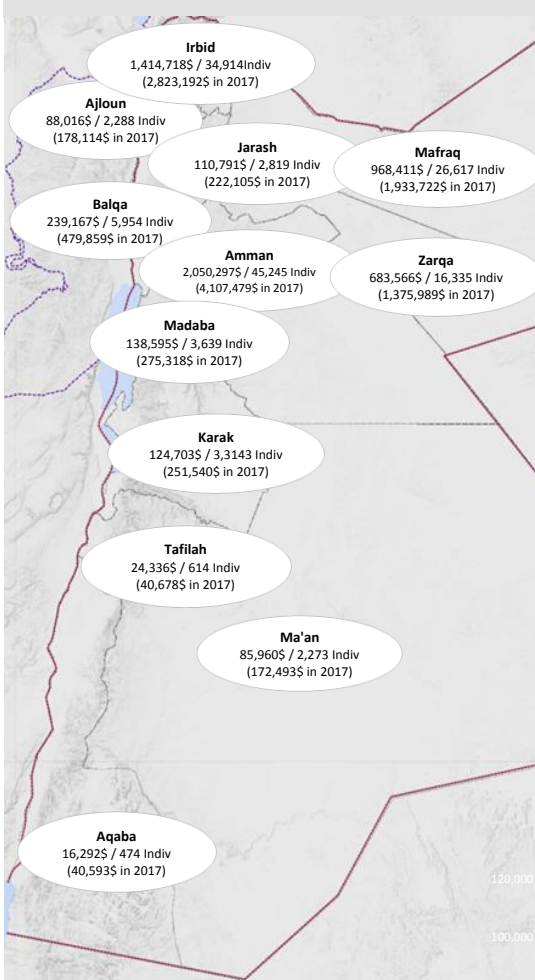 Irbid
1,414,718$ / 34,914Indiv
(2,823,192$ in 2017)
Ajloun
88,016$ / 2,288 Indiv
(178,114$ in 2017)
Jarash
110,791$ / 2,819 Indiv
(222,105$ in 2017)
Mafraq
968,411$ / 26,617 Indiv
(1,933,722$ in 2017)
Balqa
239,167$ / 5,954 Indiv
(479,859$ in 2017)
Amman
2,050,297$ / 45,245 Indiv
(4,107,479$ in 2017)
Zarqa
683,566$ / 16,335 Indiv
(1,375,989$ in 2017)
Madaba
138,595$ / 3,639 Indiv
(275,318$ in 2017)
Karak
124,703$ / 3,3143 Indiv
(251,540$ in 2017)
Tafilah
24,336$ / 614 Indiv
(40,678$ in 2017)
Ma'an
85,960$ / 2,273 Indiv
(172,493$ in 2017)
Aqaba
16,292$ / 474 Indiv
(40,593$ in 2017)
120,000
100,000